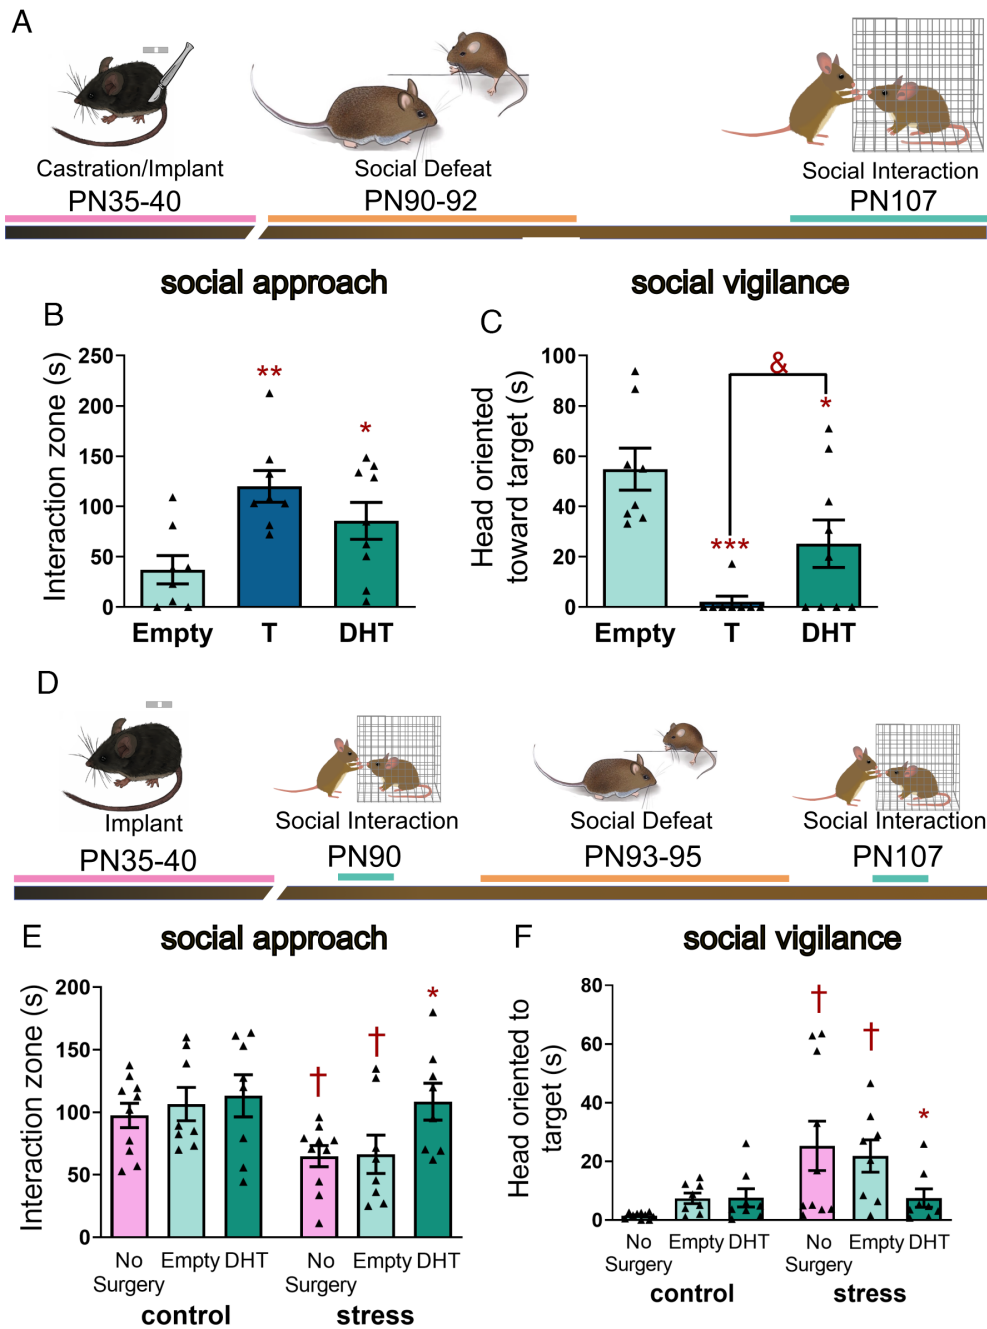 A
Castration/Implant
PN35-40
Social Defeat
PN90-92
Social Interaction
PN107
social approach
B
Interaction zone (s)
250
200
150
100
50
0
**
*
Empty T DHT
social vigilance
C
Head oriented
toward target (s)
100
80
60
40
20
0
&
***
*
Empty T DHT
D
Implant
PN35-40
Social Interaction
PN90
Social Defeat
PN93-95
Social Interaction
PN107
E
social approach
Interaction zone (s)
200
150
100
50
0
†
†
*
No
Surgery
Empty DHT
No
Surgery
Empty DHT
control stress
F
social vigilance
Head oriented to
target (s)
80
60
40
20
0
†
†
*
No
Surgery
Empty DHT
No
Surgery
Empty DHT
control stress